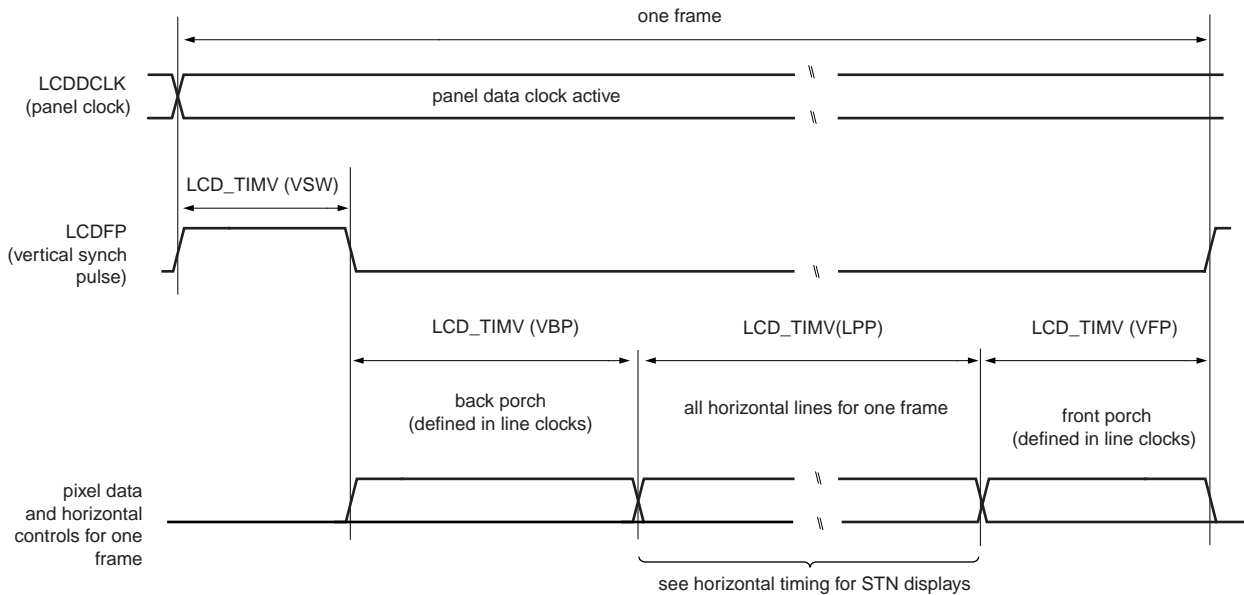 one frame
LCDDCLK
(panel clock)
panel data clock active
LCD_TIMV (VSW)
LCDFP
(vertical synch
pulse)
LCD_TIMV (VBP)
LCD_TIMV(LPP)
LCD_TIMV (VFP)
back porch
(defined in line clocks)
all horizontal lines for one frame
front porch
(defined in line clocks)
pixel data
and horizontal
controls for one
frame
see horizontal timing for STN displays